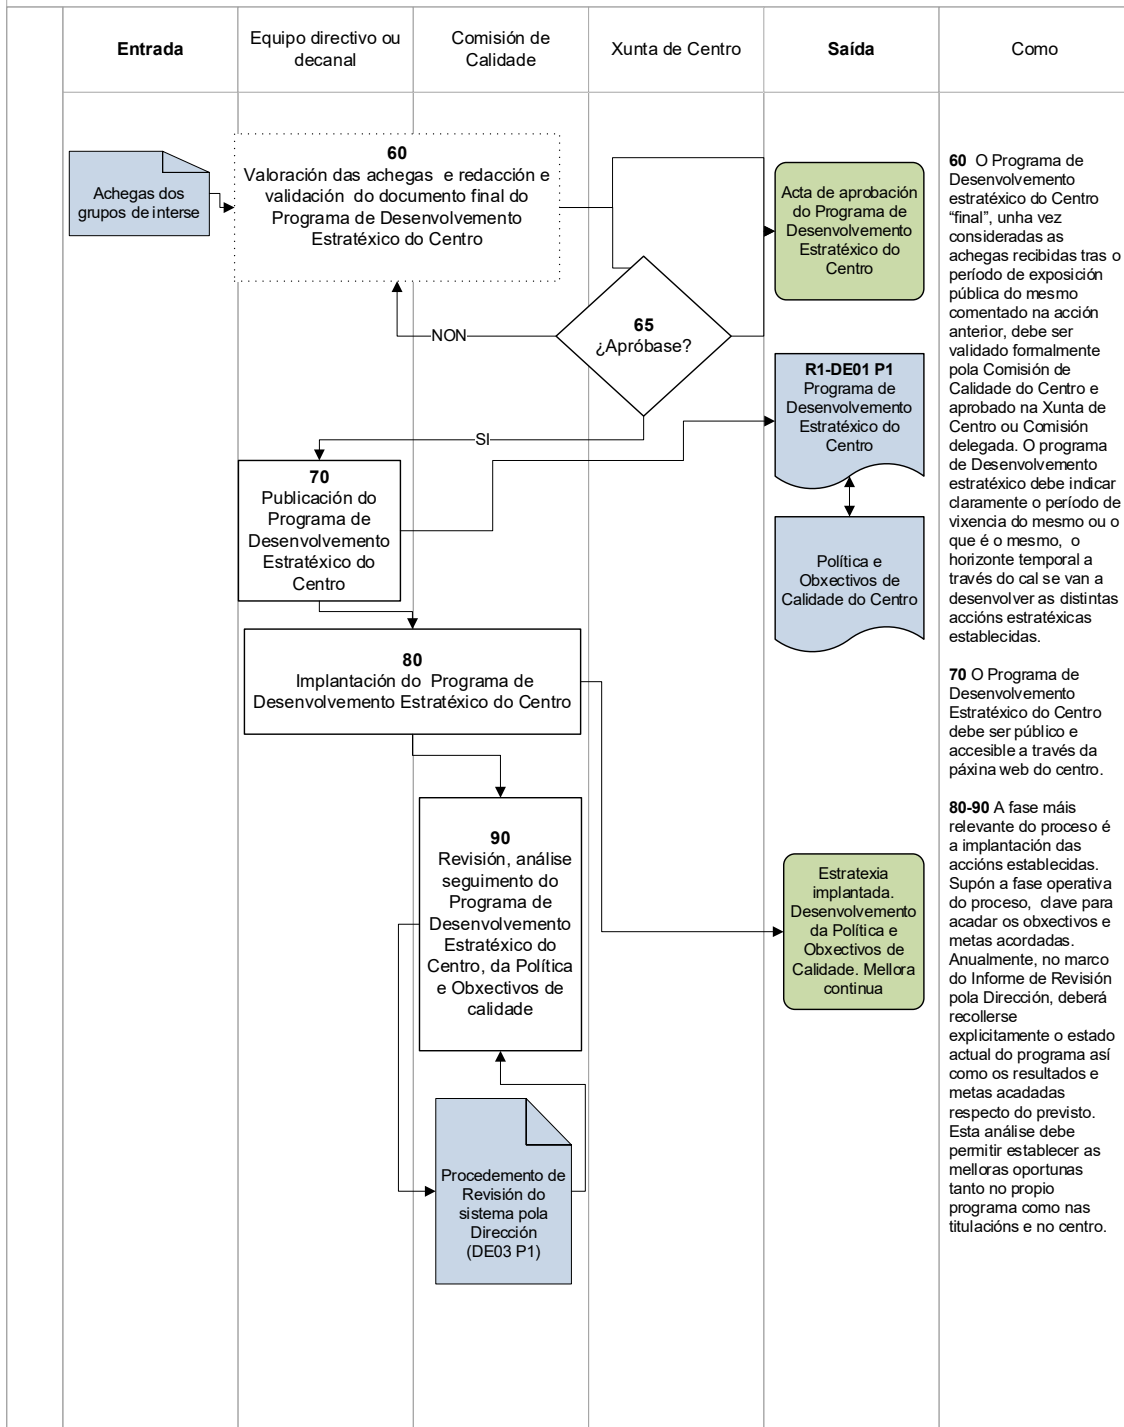 Entrada
Equipo directivo ou
decanal
Comisión de
Calidade
Xunta de Centro
Saída
Como
Achegas dos
grupos de interse
60
Valoración das achegas e redacción e
validación do documento final do
Programa de Desenvolvemento
Estratéxico do Centro
Acta de aprobación
do Programa de
Desenvolvemento
Estratéxico do
Centro
65
¿Apróbase?
NON
SI
R1-DE01 P1
Programa de
Desenvolvemento
Estratéxico do
Centro
70
Publicación do
Programa de
Desenvolvemento
Estratéxico do
Centro
Política e
Obxectivos de
Calidade do Centro
80
Implantación do Programa de
Desenvolvemento Estratéxico do Centro
90
Revisión, análise
seguimento do
Programa de
Desenvolvemento
Estratéxico do
Centro, da Política
e Obxectivos de
calidade
Estratexia
implantada.
Desenvolvemento
da Política e
Obxectivos de
Calidade. Mellora
continua
Procedemento de
Revisión do
sistema pola
Dirección
(DE03 P1)
60 O Programa de
Desenvolvemento
estratéxico do Centro
“final”, unha vez
consideradas as
achegas recibidas tras o
período de exposición
pública do mesmo
comentado na acción
anterior, debe ser
validado formalmente
pola Comisión de
Calidade do Centro e
aprobado na Xunta de
Centro ou Comisión
delegada. O programa
de Desenvolvemento
estratéxico debe indicar
claramente o período de
vixencia do mesmo ou o
que é o mesmo, o
horizonte temporal a
través do cal se van a
desenvolver as distintas
accións estratéxicas
establecidas.
70 O Programa de
Desenvolvemento
Estratéxico do Centro
debe ser público e
accesible a través da
páxina web do centro.
80-90 A fase máis
relevante do proceso é
a implantación das
accións establecidas.
Supón a fase operativa
do proceso, clave para
acadar os obxectivos e
metas acordadas.
Anualmente, no marco
do Informe de Revisión
pola Dirección, deberá
recollerse
explicitamente o estado
actual do programa así
como os resultados e
metas acadadas
respecto do previsto.
Esta análise debe
permitir establecer as
melloras oportunas
tanto no propio
programa como nas
titulacións e no centro.